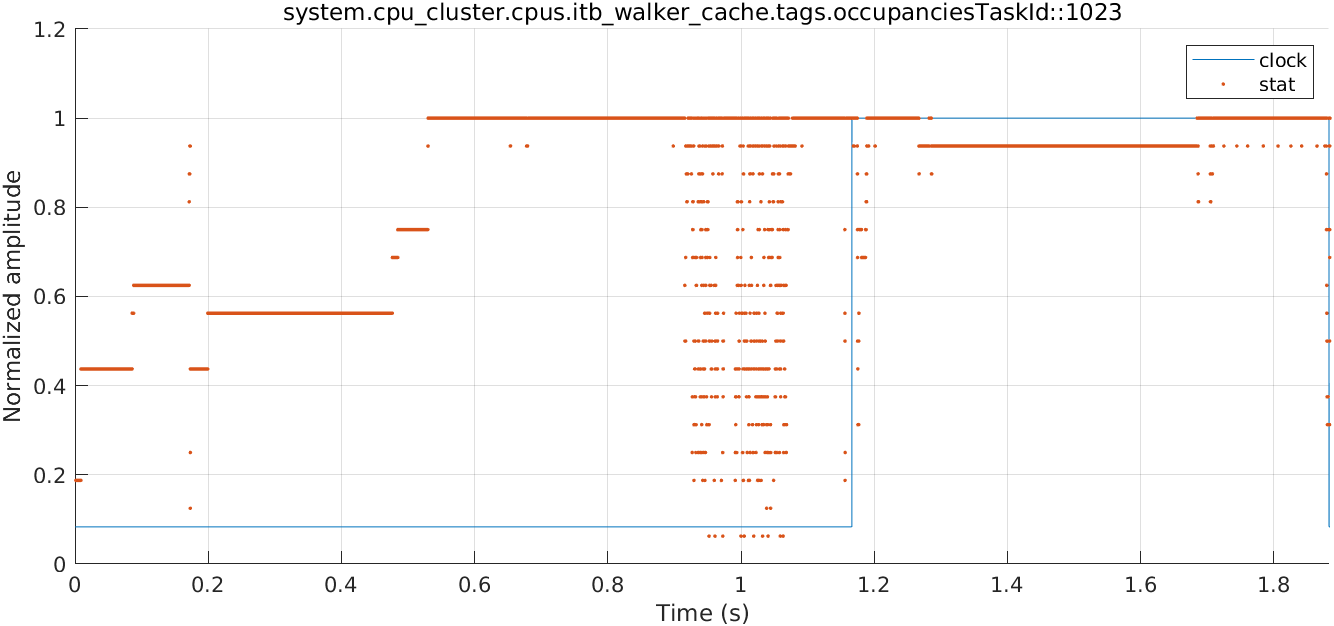 system.cpu_cluster.cpus.itb_walker_cache.tags.occupanciesTaskId::1023
clock
stat
Normalized amplitude
1.2
1
0.8
0.6
0.4
0.2
0
0 0.2 0.4 0.6 0.8 1 1.2 1.4 1.6 1.8
Time (s)